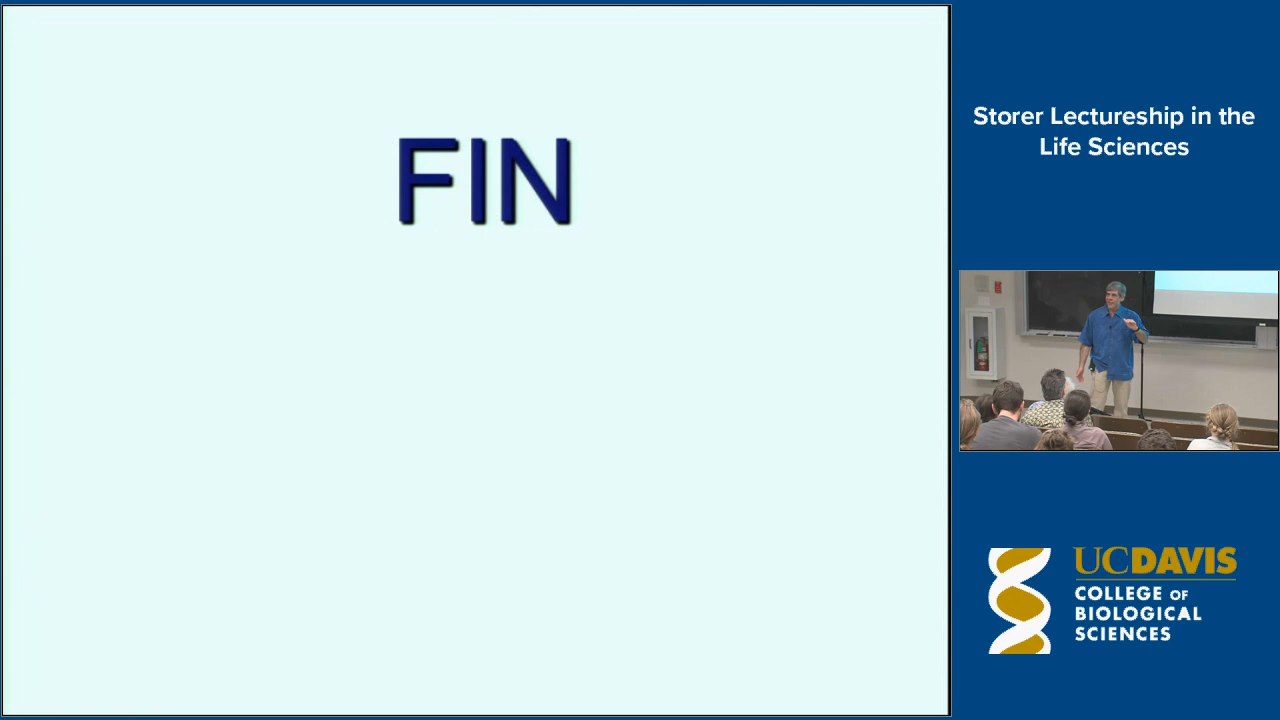 FIN
Storer Lectureship in the
Life Sciences
UCDAVIS
COLLEGE OF
BIOLOGICAL
SCIENCES